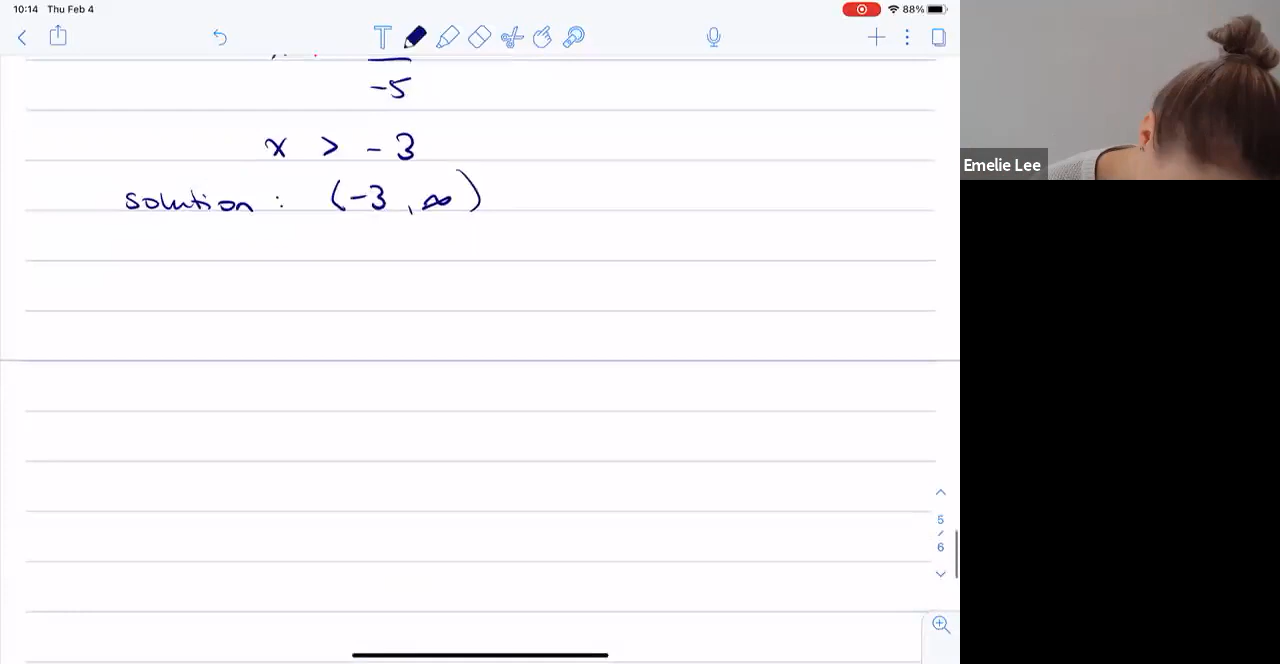 10:14 Thu Feb 4
88%
T
-5
x > -3
Emelie Lee
solution : (-3, ∞)
5
/
6